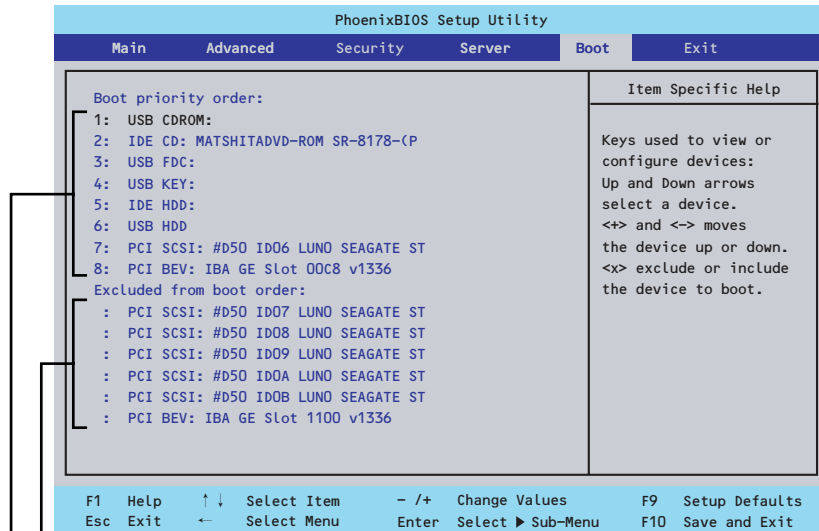 PhoenixBIOS Setup Utility
Main Advanced Security Server Boot Exit
Boot priority order:
1: USB CDROM:
2: IDE CD: MATSHITADVD-ROM SR-8178-(P
3: USB FDC:
4: USB KEY:
5: IDE HDD:
6: USB HDD
7: PCI SCSI: #D50 ID06 LUN0 SEAGATE ST
8: PCI BEV: IBA GE Slot 00C8 v1336
Excluded from boot order:
: PCI SCSI: #D50 ID07 LUN0 SEAGATE ST
: PCI SCSI: #D50 ID08 LUN0 SEAGATE ST
: PCI SCSI: #D50 ID09 LUN0 SEAGATE ST
: PCI SCSI: #D50 ID0A LUN0 SEAGATE ST
: PCI SCSI: #D50 ID0B LUN0 SEAGATE ST
: PCI BEV: IBA GE Slot 1100 v1336
Item Specific Help
Keys used to view or
configure devices:
Up and Down arrows
select a device.
<+> and <-> moves
the device up or down.
<x> exclude or include
the device to boot.
F1 Help ↑↓ Select Item - /+ Change Values F9 Setup Defaults
Esc Exit ← Select Menu Enter Select ▶ Sub-Menu F10 Save and Exit